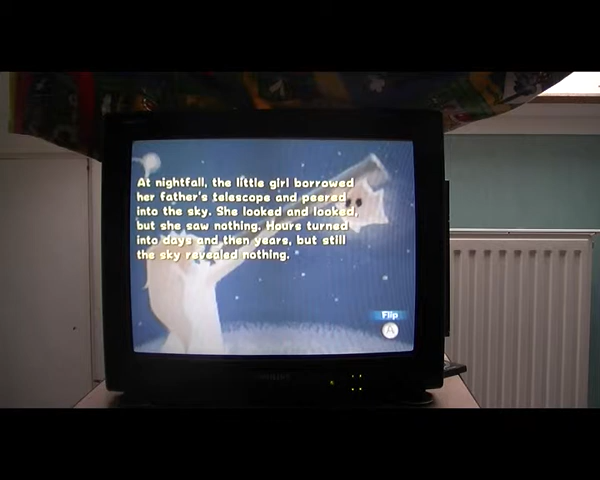 At nightfall, the little girl borrowed
her father's telescope and peered
into the sky. She looked and looked,
but she saw nothing. Hours turned
into days and then years, but still
the sky revealed nothing.
Flip
A